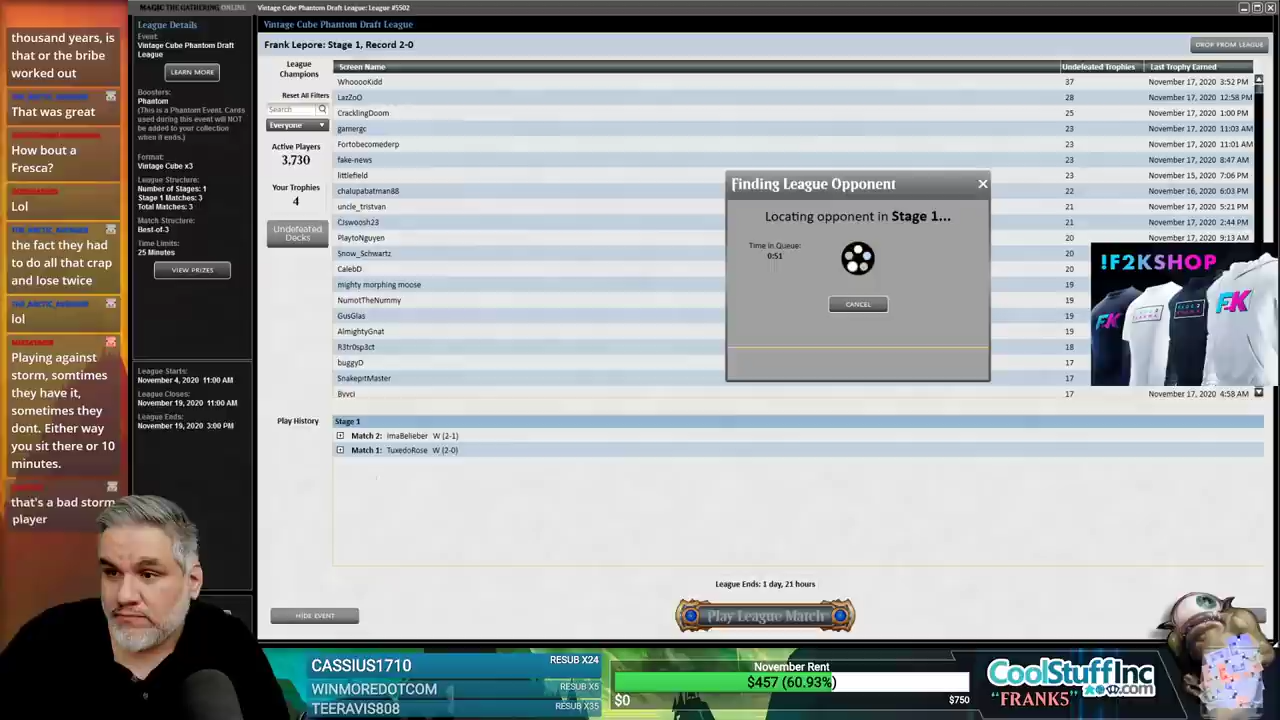 MAGIC THE GATHERING ONLINE
Vintage Cube Phantom Draft League: League #5502
thousand years, is
that or the bribe
worked out
That was great
How bout a
Fresca?
Lol
the fact they had
to do all that crap
and lose twice
lol
Playing against
storm, somtimes
they have it,
sometimes they
dont. Either way
you sit there or 10
minutes.
that's a bad storm
player
League Details
Event:
Vintage Cube Phantom Draft
League
LEARN MORE
Boosters:
Phantom
(This is a Phantom Event. Cards
used during this event will NOT
be added to your collection
when it ends.)
Format:
Vintage Cube x3
League Structure:
Number of Stages: 1
Stage 1 Matches: 3
Total Matches: 3
Match Structure:
Best-of-3
Time Limits:
25 Minutes
VIEW PRIZES
League Starts:
November 4, 2020 11:00 AM
League Closes:
November 19, 2020 11:00 AM
League Ends:
November 19, 2020 3:00 PM
Vintage Cube Phantom Draft League
Frank Lepore: Stage 1, Record 2-0
DROP FROM LEAGUE
League
Champions
Reset All Filters
Search
Everyone
Active Players
3,730
Your Trophies
4
Undefeated
Decks
Screen Name Undefeated Trophies Last Trophy Earned
WhooooKidd 37 November 17, 2020 3:52 PM
LazZoO 28 November 17, 2020 12:58 PM
CracklingDoom 25 November 17, 2020 1:00 PM
gamergc 23 November 17, 2020 11:03 AM
Fortobecomederp 23 November 17, 2020 11:01 AM
fake-news 23 November 17, 2020 8:47 AM
littlefield 23 November 15, 2020 7:06 PM
chalupabatman88 22 November 16, 2020 6:03 PM
uncle_tristvan 21 November 17, 2020 5:21 PM
CJswoosh23 21 November 17, 2020 2:44 PM
PlaytoNguyen 20 November 17, 2020 9:13 AM
Snow_Schwartz 20
CalebD 20
mighty morphing moose 19
NumotTheNummy 19
GusGlas 19
AlmightyGnat 19
R3tr0sp3ct 18
buggyD 17
SnakepitMaster 17
Byvci 17 November 17, 2020 4:58 AM
Finding League Opponent
Locating opponent in Stage 1...
Time in Queue:
0:51
CANCEL
!F2KSHOP
FK
FK
Play History
Stage 1
Match 2: ImaBelieber W (2-1)
Match 1: TuxedoRose W (2-0)
League Ends: 1 day, 21 hours
HIDE EVENT
Play League Match
CASSIUS1710 RESUB X24
WINMOREDOTCOM RESUB X5
TEERAVIS808 RESUB X35
November Rent
$457 (60.93%)
$0
$750
CoolStuffInc
.com
"FRANK5"